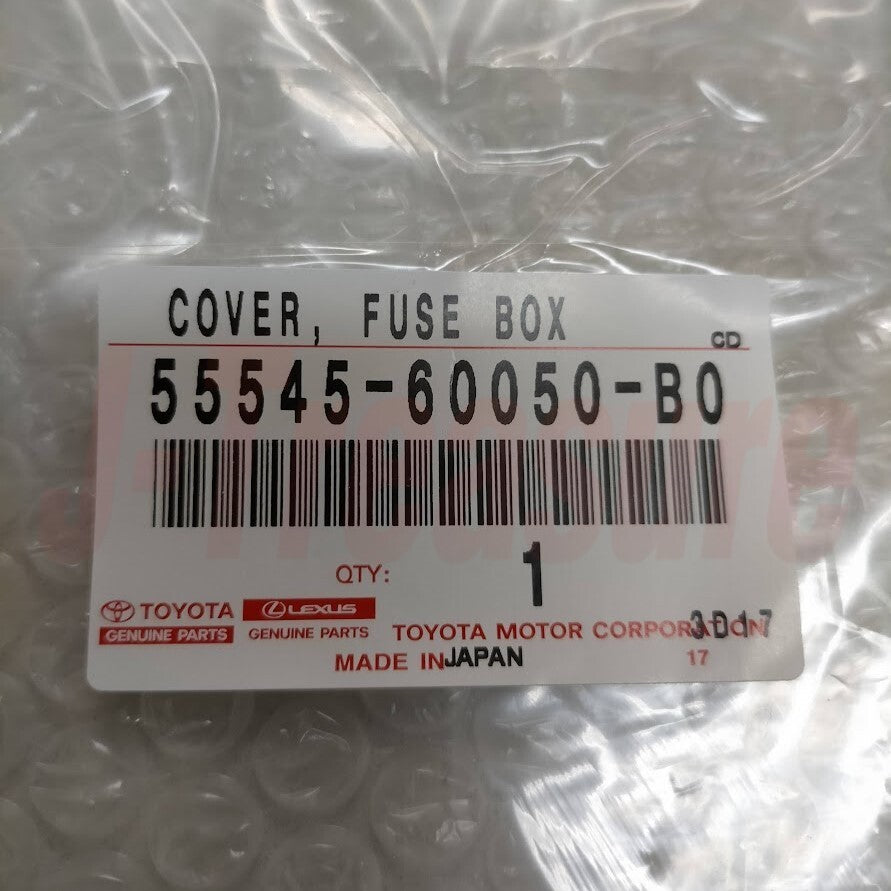 COVER, FUSE BOX
CD
55545-60050-B0
J-Treasure
QTY: 1
TOYOTA LEXUS
GENUINE PARTS GENUINE PARTS TOYOTA MOTOR CORPORATION 3D17
MADE IN JAPAN 17